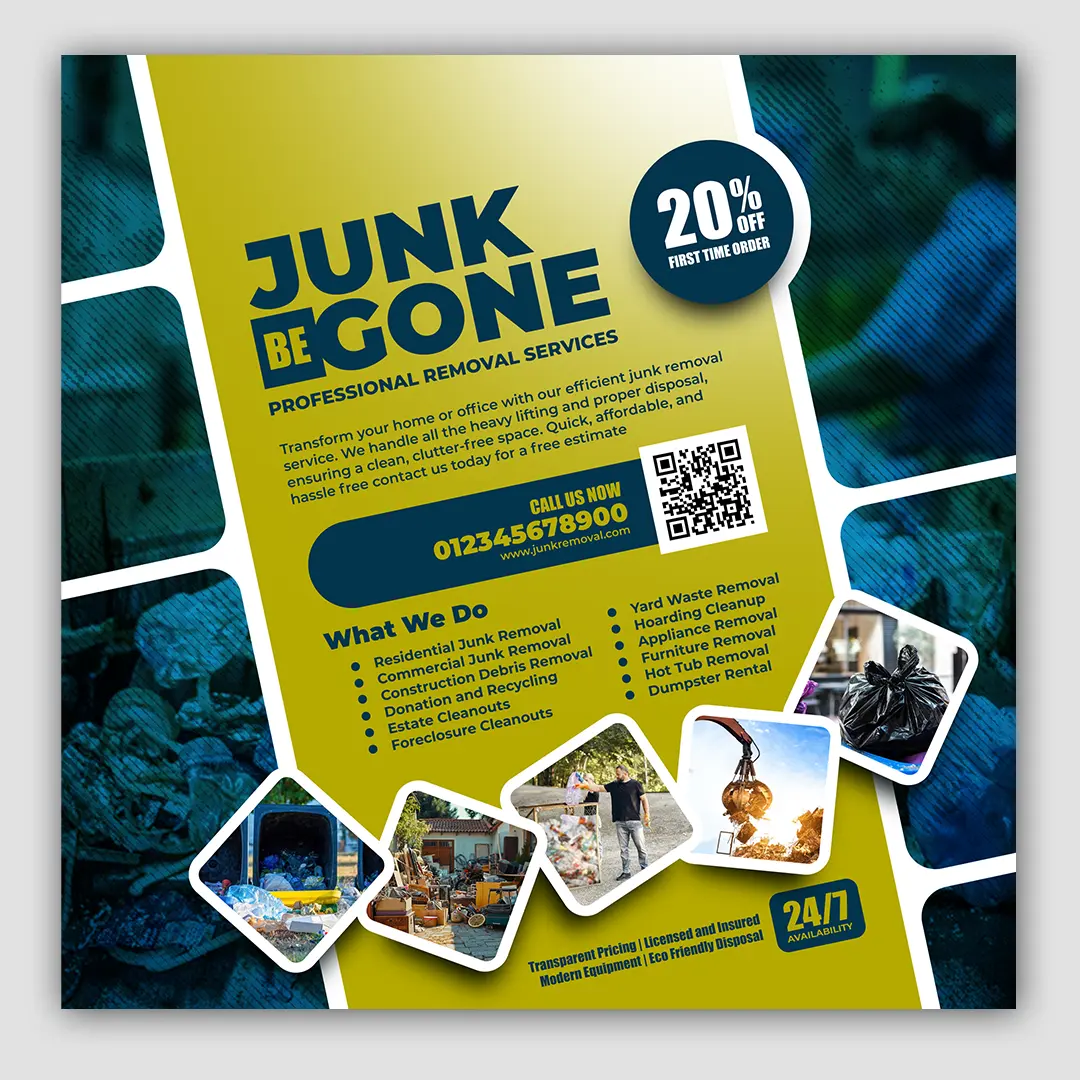 20% OFF
FIRST TIME ORDER
JUNK
BE GONE
PROFESSIONAL REMOVAL SERVICES
Transform your home or office with our efficient junk removal
service. We handle all the heavy lifting and proper disposal,
ensuring a clean, clutter-free space. Quick, affordable, and
hassle free contact us today for a free estimate
CALL US NOW
012345678900
www.junkremoval.com
What We Do
Residential Junk Removal
Commercial Junk Removal
Construction Debris Removal
Donation and Recycling
Estate Cleanouts
Foreclosure Cleanouts
Yard Waste Removal
Hoarding Cleanup
Appliance Removal
Furniture Removal
Hot Tub Removal
Dumpster Rental
Transparent Pricing | Licensed and Insured
Modern Equipment | Eco Friendly Disposal
24/7
AVAILABILITY